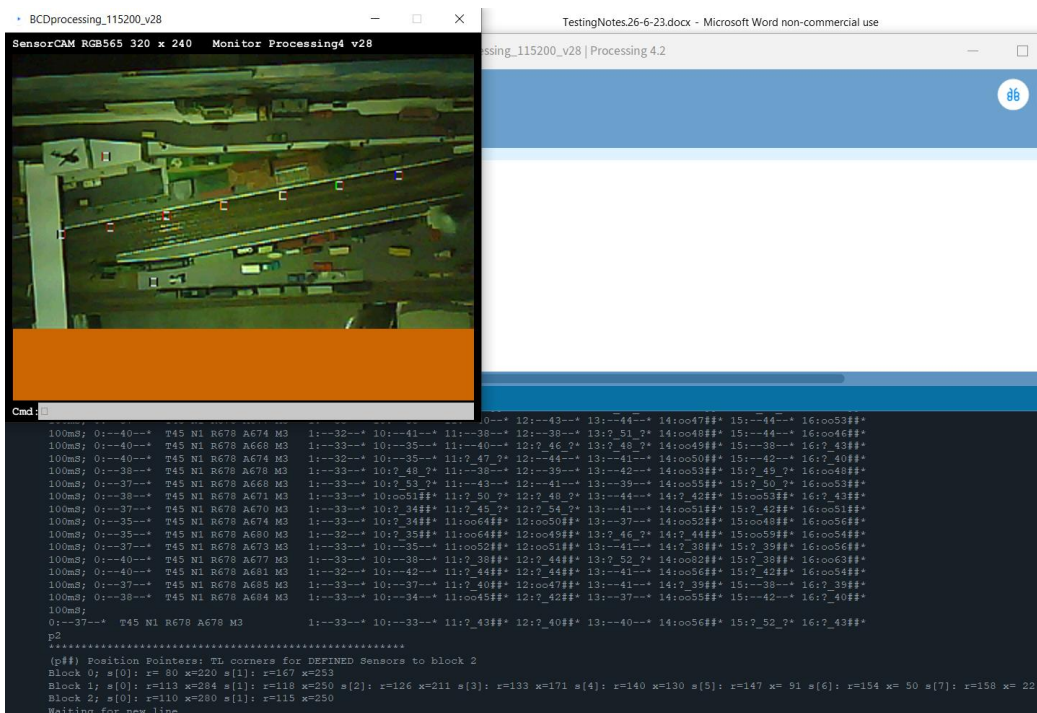 BCDprocessing_115200_v28
TestingNotes.26-6-23.docx - Microsoft Word non-commercial use
SensorCAM RGB565 320 x 240 Monitor Processing4 v28
ssing_115200_v28 | Processing 4.2
Cmd:
12:--43--* 13:--44--* 14:oo47##* 15:--44--* 16:oo53##*
100mS; 0:--40--* T45 N1 R678 A674 M3 1:--32--* 10:--41--* 11:--38--* 12:--38--* 13:?_51_?* 14:oo48##* 15:--44--* 16:oo46##*
100mS; 0:--40--* T45 N1 R678 A668 M3 1:--33--* 10:--35--* 11:--40--* 12:?_46_?* 13:?_48_?* 14:oo49##* 15:--38--* 16:?_43##*
100mS; 0:--40--* T45 N1 R678 A674 M3 1:--32--* 10:--35--* 11:?_47_?* 12:--44--* 13:--41--* 14:oo50##* 15:--42--* 16:?_40##*
100mS; 0:--38--* T45 N1 R678 A678 M3 1:--33--* 10:?_48_?* 11:--38--* 12:--39--* 13:--42--* 14:oo53##* 15:?_49_?* 16:oo48##*
100mS; 0:--37--* T45 N1 R678 A668 M3 1:--33--* 10:?_53_?* 11:--43--* 12:--41--* 13:--39--* 14:oo55##* 15:?_50_?* 16:oo53##*
100mS; 0:--38--* T45 N1 R678 A671 M3 1:--33--* 10:oo51##* 11:?_50_?* 12:?_48_?* 13:--44--* 14:?_42##* 15:oo53##* 16:?_43##*
100mS; 0:--37--* T45 N1 R678 A670 M3 1:--33--* 10:?_34##* 11:?_45_?* 12:?_54_?* 13:--41--* 14:oo51##* 15:?_42##* 16:oo51##*
100mS; 0:--35--* T45 N1 R678 A674 M3 1:--33--* 10:?_34##* 11:oo64##* 12:oo50##* 13:--37--* 14:oo52##* 15:oo48##* 16:oo56##*
100mS; 0:--35--* T45 N1 R678 A680 M3 1:--32--* 10:?_35##* 11:oo64##* 12:oo49##* 13:?_46_?* 14:?_44##* 15:oo59##* 16:oo54##*
100mS; 0:--37--* T45 N1 R678 A673 M3 1:--33--* 10:--35--* 11:oo52##* 12:oo51##* 13:--41--* 14:?_38##* 15:?_39##* 16:oo56##*
100mS; 0:--40--* T45 N1 R678 A677 M3 1:--33--* 10:--38--* 11:?_38##* 12:?_44##* 13:?_52_?* 14:oo82##* 15:?_38##* 16:oo63##*
100mS; 0:--40--* T45 N1 R678 A681 M3 1:--32--* 10:--42--* 11:?_44##* 12:?_44##* 13:--41--* 14:oo56##* 15:?_42##* 16:oo54##*
100mS; 0:--37--* T45 N1 R678 A685 M3 1:--33--* 10:--37--* 11:?_40##* 12:oo47##* 13:--41--* 14:?_39##* 15:--38--* 16:?_39##*
100mS; 0:--38--* T45 N1 R678 A684 M3 1:--33--* 10:--34--* 11:oo45##* 12:?_42##* 13:--37--* 14:oo55##* 15:--42--* 16:?_40##*
100mS;
0:--37--* T45 N1 R678 A678 M3 1:--33--* 10:--33--* 11:?_43##* 12:?_40##* 13:--40--* 14:oo56##* 15:?_52_?* 16:?_43##*
p2
******************************************************
(p##) Position Pointers: TL corners for DEFINED Sensors to block 2
Block 0; s[0]: r= 80 x=220 s[1]: r=167 x=253
Block 1; s[0]: r=113 x=284 s[1]: r=118 x=250 s[2]: r=126 x=211 s[3]: r=133 x=171 s[4]: r=140 x=130 s[5]: r=147 x= 91 s[6]: r=154 x= 50 s[7]: r=158 x= 22
Block 2; s[0]: r=110 x=280 s[1]: r=115 x=250
Waiting for new line